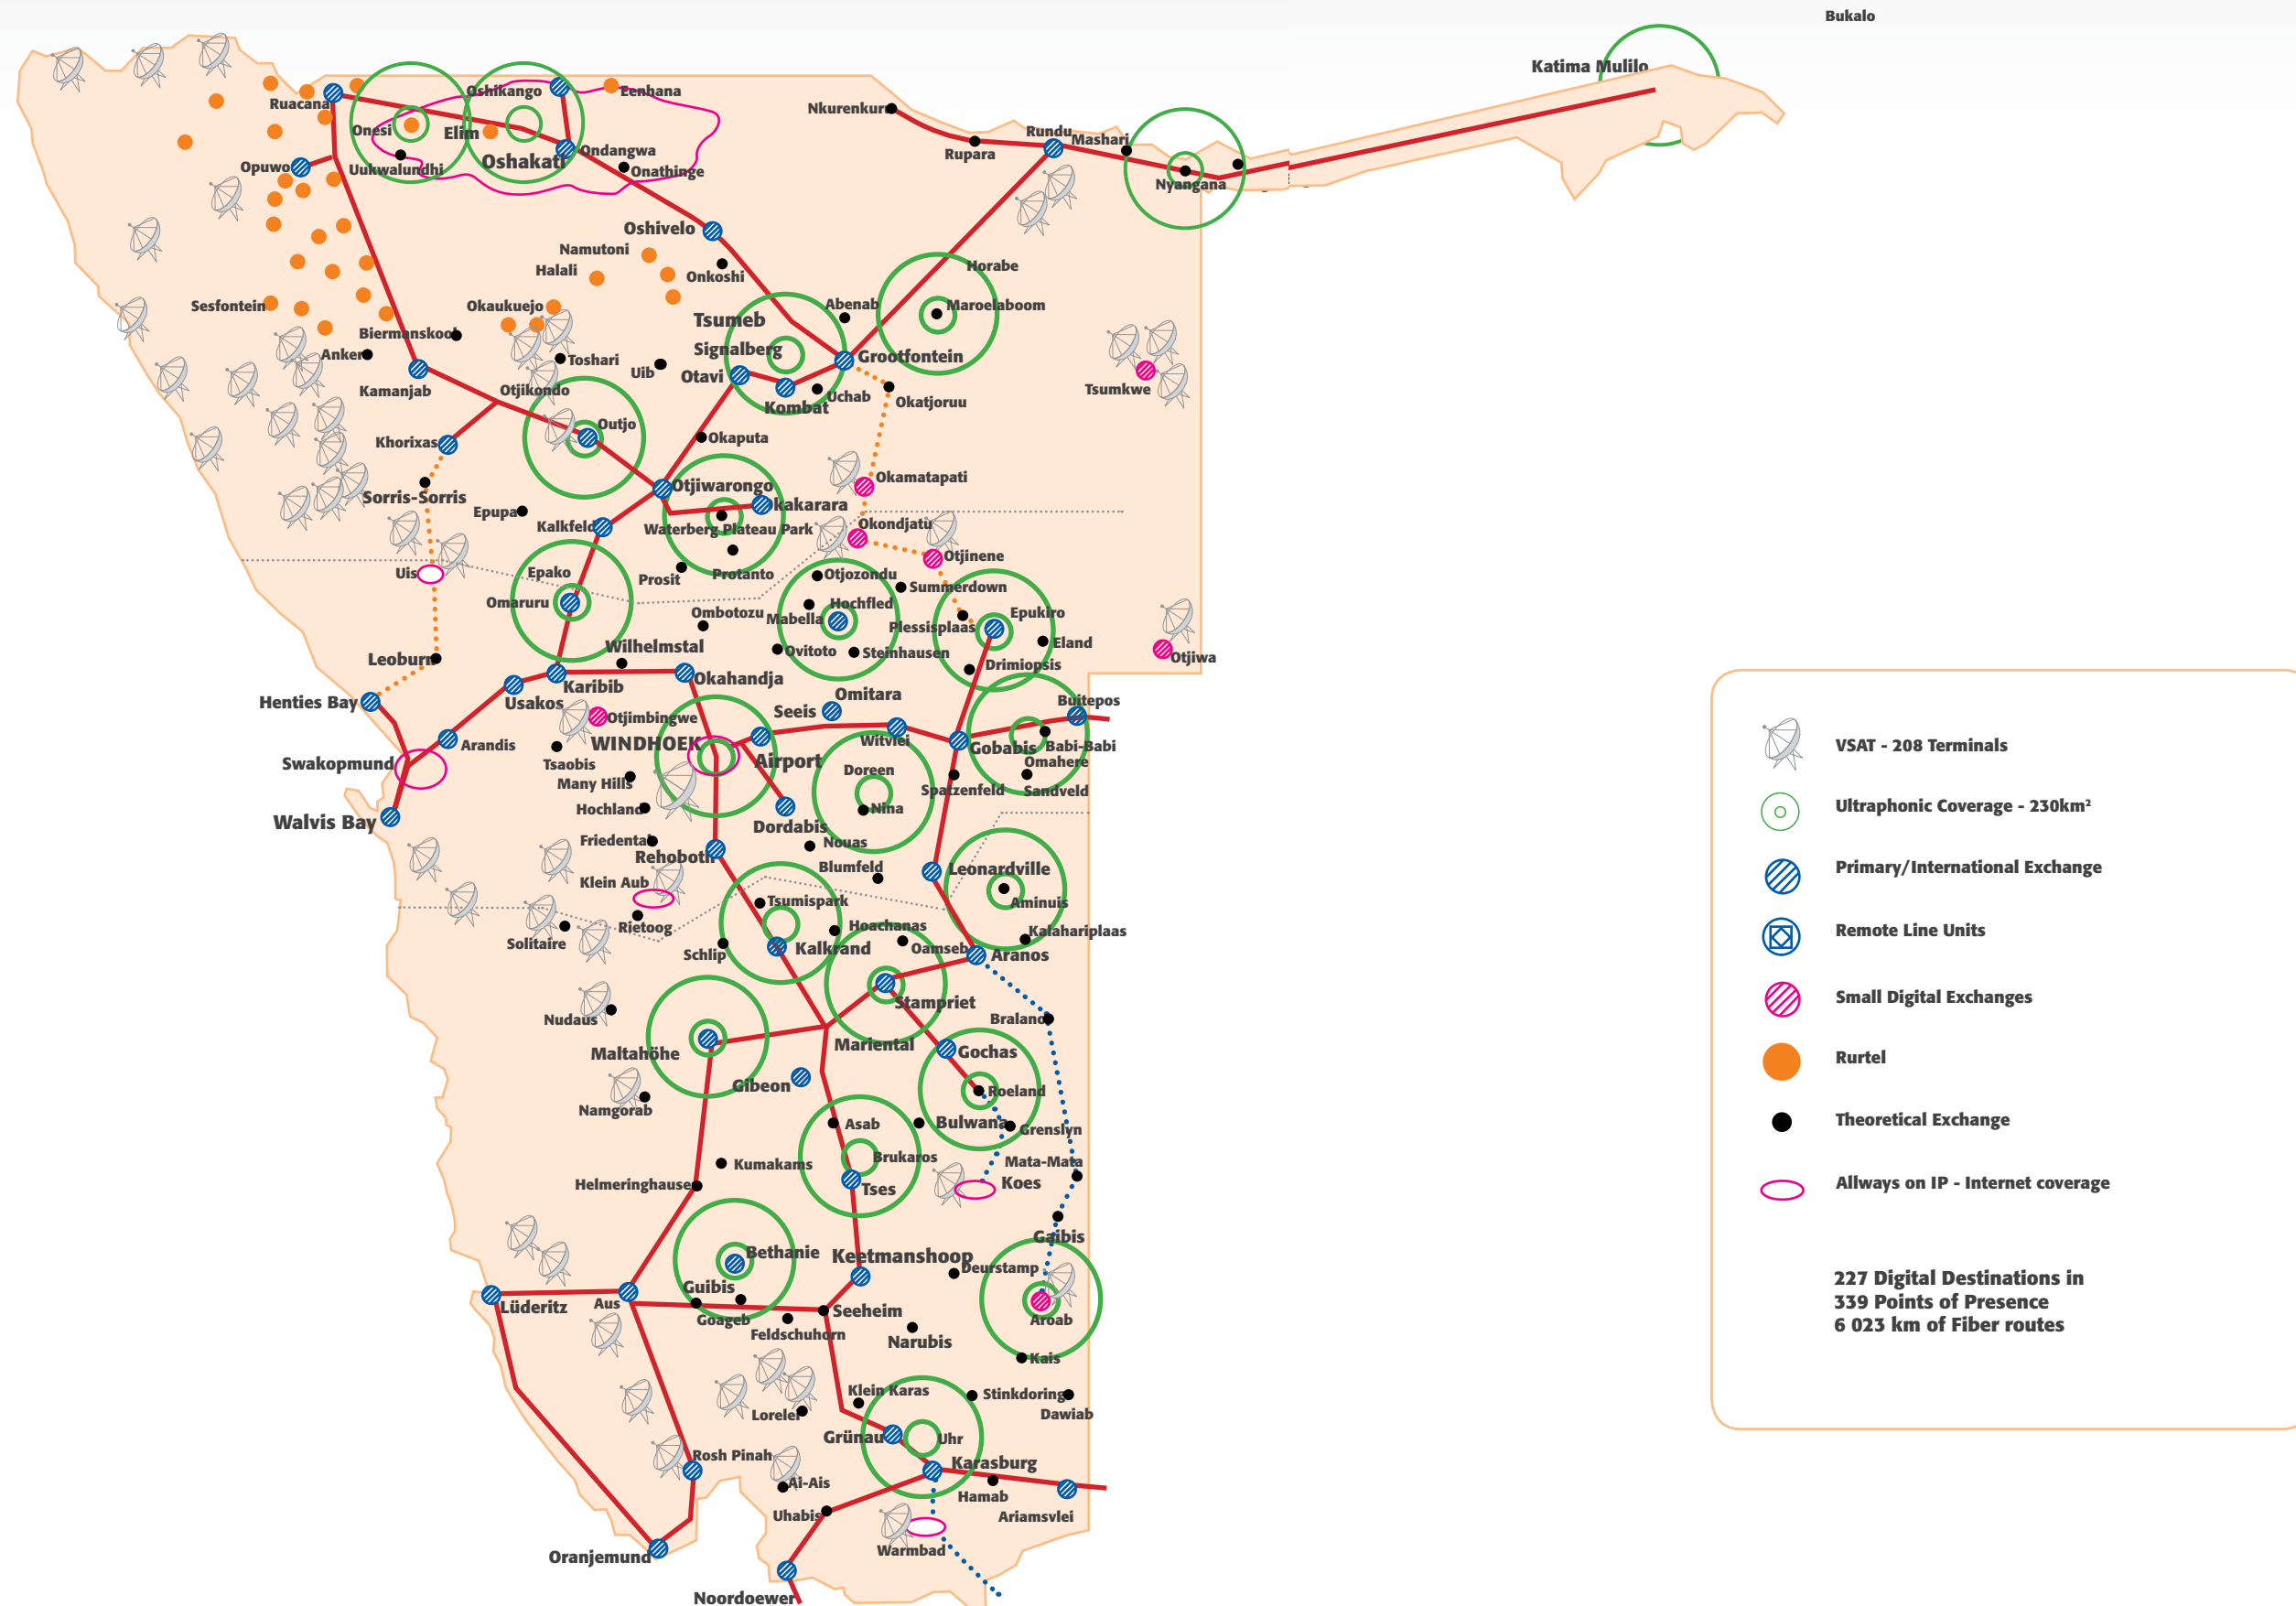 Bukalo
Katima Mulilo
Oshikango
Eenhana
Ruacana
Nkurenkuru
Onesi
Elim
Rundu
Mashari
Ondangwa
Rupara
Oshakati
Opuwo
Uukwalundhi
Onathinge
Nyangana
Oshivelo
Namutoni
Horabe
Halali
Onkoshi
Sesfontein
Okaukuejo
Abenab
Maroelaboom
Tsumeb
Biermanskool
Signalberg
Anker
Toshari
Grootfontein
Uib
Otavi
Kamanjab
Otjikondo
Tsumkwe
Uchab
Okatjoruu
Kombat
Outjo
Khorixas
Okaputa
Okamatapati
Otjiwarongo
Sorris-Sorris
Okakarara
Epupa
Kalkfeld
Waterberg Plateau Park
Okondjatu
Otjinene
Uis
Epako
Prosit
Protanto
Otjozondu
Summerdown
Omaruru
Hochfled
Ombotozu
Mabella
Epukiro
Plessisplaas
Eland
Wilhelmstal
Leoburn
Ovitoto
Steinhausen
Otjiwa
Drimiopsis
Okahandja
Karibib
Omitara
Henties Bay
Usakos
Buitepos
Otjimbingwe
Seeis
Arandis
WINDHOEK
Witvlei
Gobabis
Babi-Babi
Swakopmund
Tsaobis
Airport
Omahere
Many Hills
Doreen
Spatzenfeld
Sandveld
Hochland
Nina
Walvis Bay
Dordabis
Friedental
Nouas
Rehoboth
Blumfeld
Leonardville
Klein Aub
Tsumispark
Aminuis
Rietoog
Hoachanas
Kalahariplaas
Solitaire
Schlip
Kalkrand
Oamseb
Aranos
Stampriet
Nudaus
Bralano
Maltahöhe
Mariental
Gochas
Gibeon
Roeland
Namgorab
Asab
Bulwana
Grenslyn
Brukaros
Mata-Mata
Kumakams
Helmeringhausen
Tses
Koes
Gaibis
Bethanie
Keetmanshoop
Deurstamp
Guibis
Lüderitz
Aus
Goageb
Seeheim
Aroab
Feldschuhorn
Narubis
Kais
Klein Karas
Stinkdoring
Loreler
Dawiab
Grünau
Uhr
Rosh Pinah
Karasburg
Ai-Ais
Hamab
Uhabis
Ariamsvlei
Warmbad
Oranjemund
Noordoewer
VSAT - 208 Terminals
Ultraphonic Coverage - 230km²
Primary/International Exchange
Remote Line Units
Small Digital Exchanges
Rurtel
Theoretical Exchange
Allways on IP - Internet coverage
227 Digital Destinations in
339 Points of Presence
6 023 km of Fiber routes